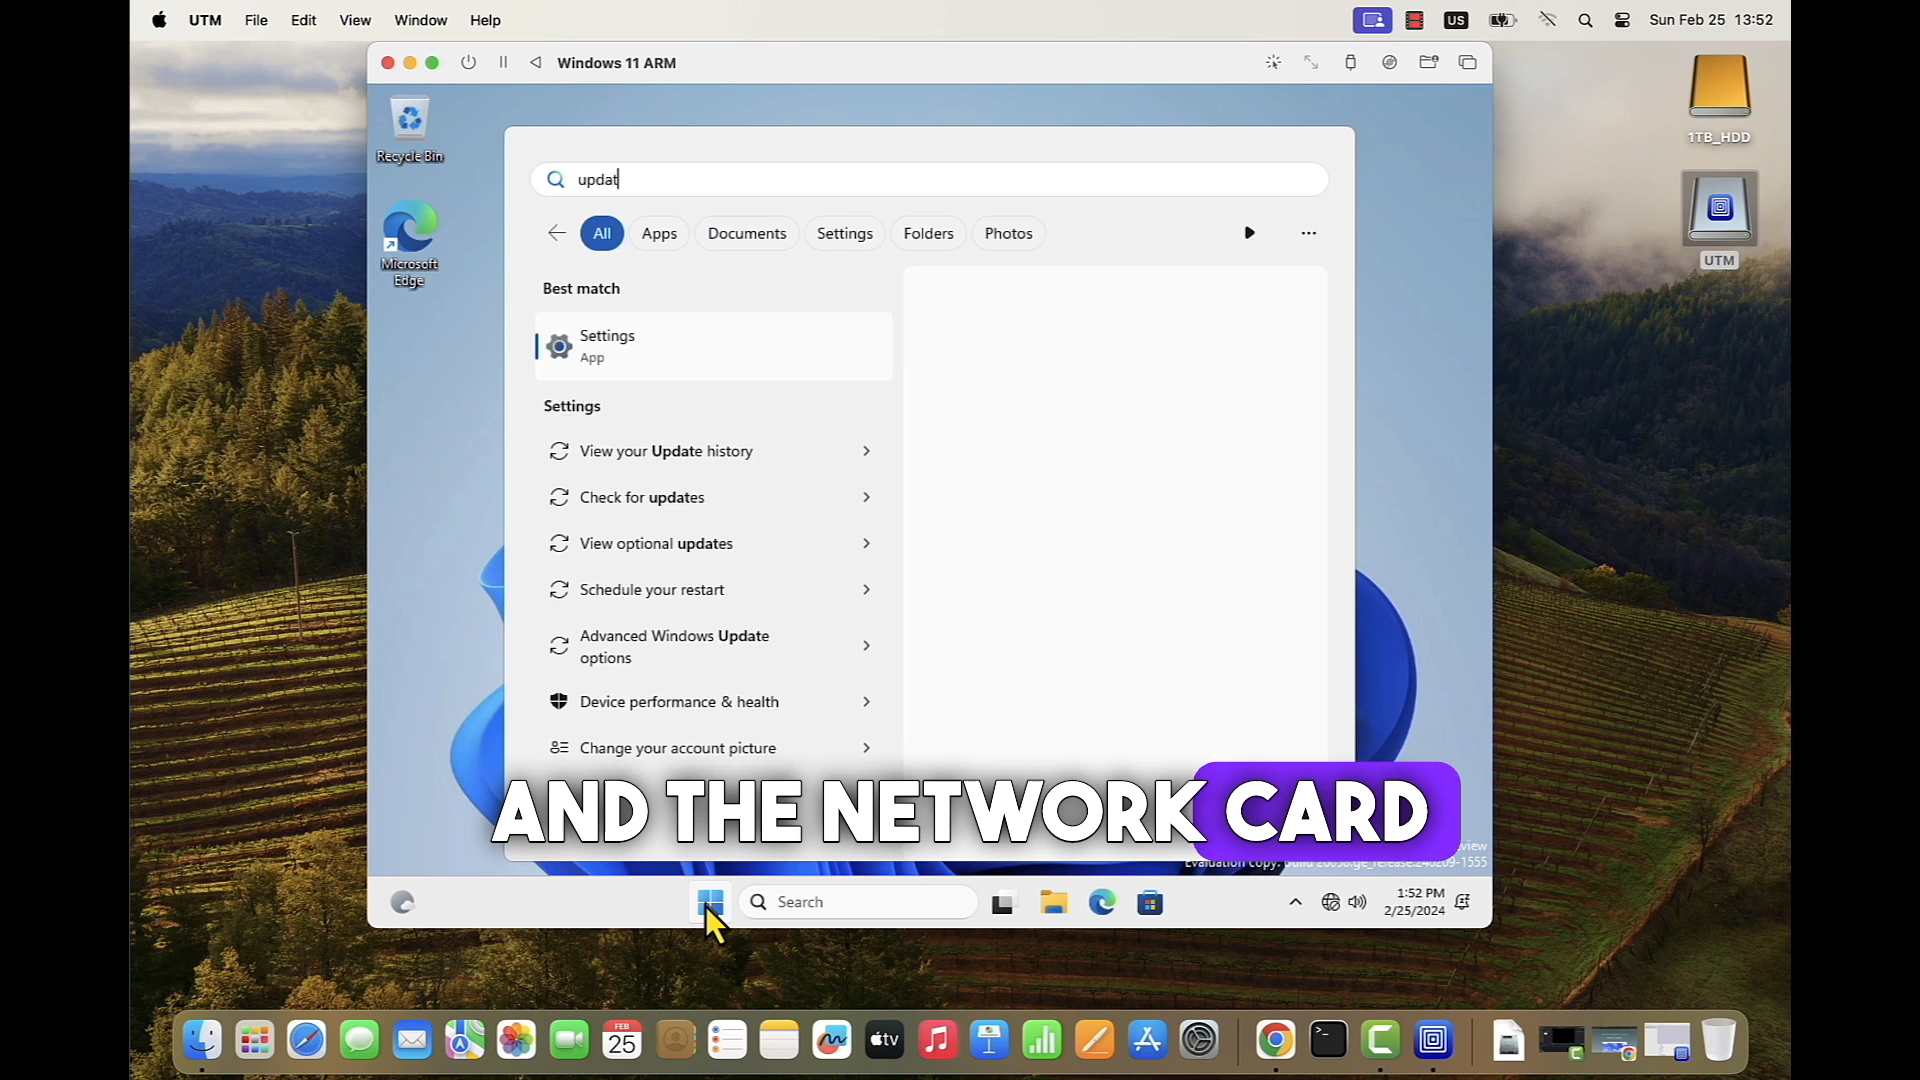 UTM File Edit View Window Help
US
Sun Feb 25 13:52
Windows 11 ARM
1TB_HDD
UTM
Recycle Bin
Microsoft
Edge
updat
All Apps Documents Settings Folders Photos
Best match
Settings
App
Settings
View your Update history
Check for updates
View optional updates
Schedule your restart
Advanced Windows Update
options
Device performance & health
Change your account picture
AND THE NETWORK CARD
Search
1:52 PM
2/25/2024
FEB
25
tv